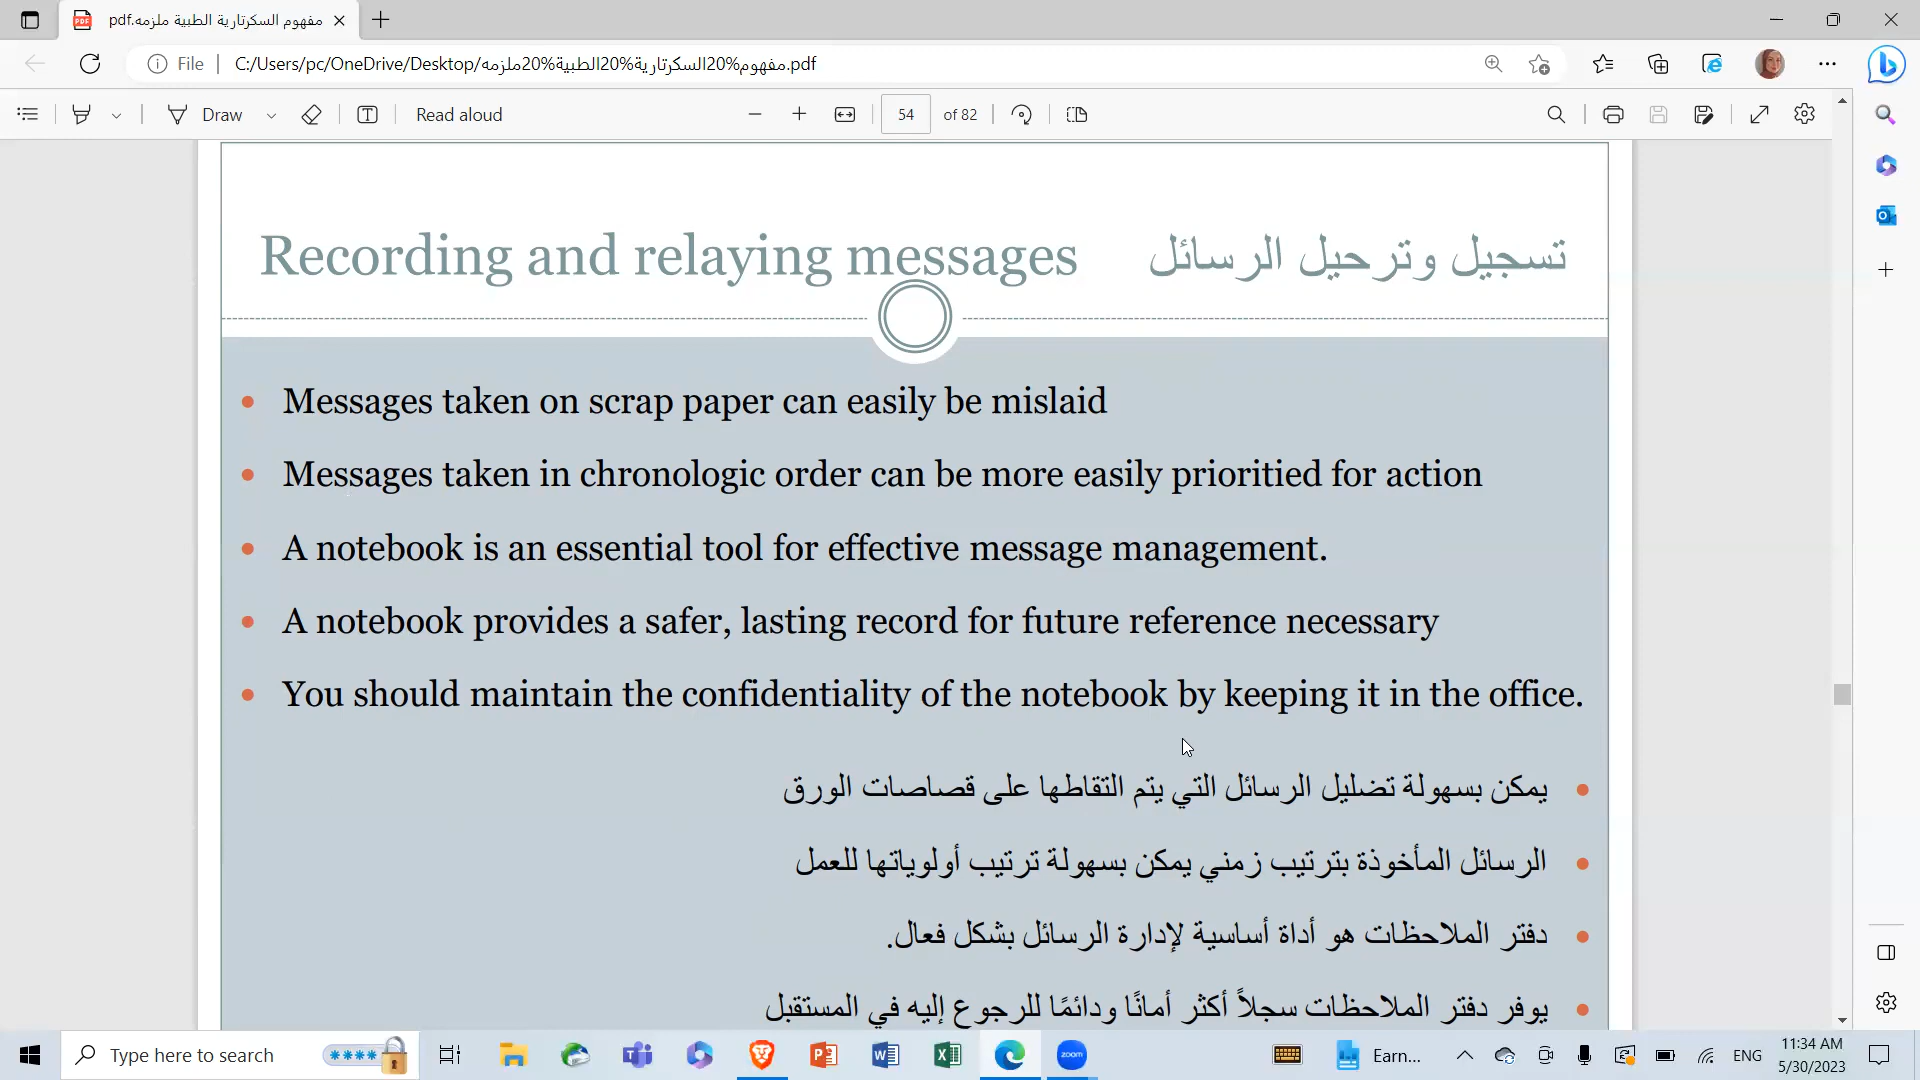 مفهوم السكرتارية الطبية ملزمه.pdf
File
C:/Users/pc/OneDrive/Desktop/مفهوم%20السكرتارية%20الطبية%20ملزمه.pdf
Draw
Read aloud
54 of 82
Recording and relaying messages تسجيل وترحيل الرسائل
Messages taken on scrap paper can easily be mislaid
Messages taken in chronologic order can be more easily prioritied for action
A notebook is an essential tool for effective message management.
A notebook provides a safer, lasting record for future reference necessary
You should maintain the confidentiality of the notebook by keeping it in the office.
يمكن بسهولة تضليل الرسائل التي يتم التقاطها على قصاصات الورق
الرسائل المأخوذة بترتيب زمني يمكن بسهولة ترتيب أولوياتها للعمل
دفتر الملاحظات هو أداة أساسية لإدارة الرسائل بشكل فعال.
يوفر دفتر الملاحظات سجلاً أكثر أمانًا ودائمًا للرجوع إليه في المستقبل
Type here to search
zoom
Earn...
ENG
11:34 AM
5/30/2023